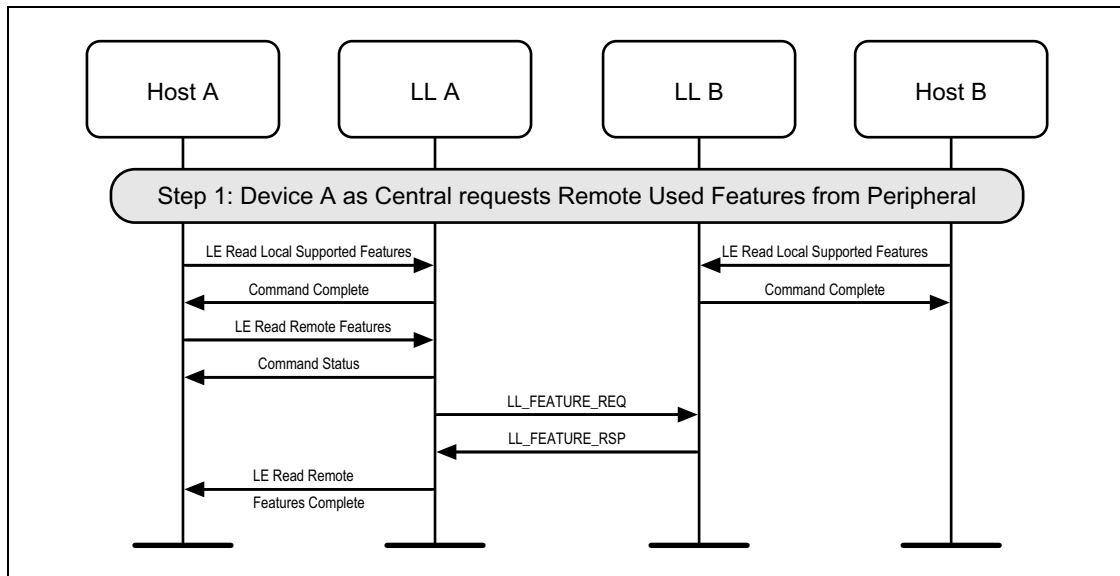 Host A
LL A
LL B
Host B
Step 1: Device A as Central requests Remote Used Features from Peripheral
LE Read Local Supported Features
LE Read Local Supported Features
Command Complete
Command Complete
LE Read Remote Features
Command Status
LL_FEATURE_REQ
LL_FEATURE_RSP
LE Read Remote
Features Complete